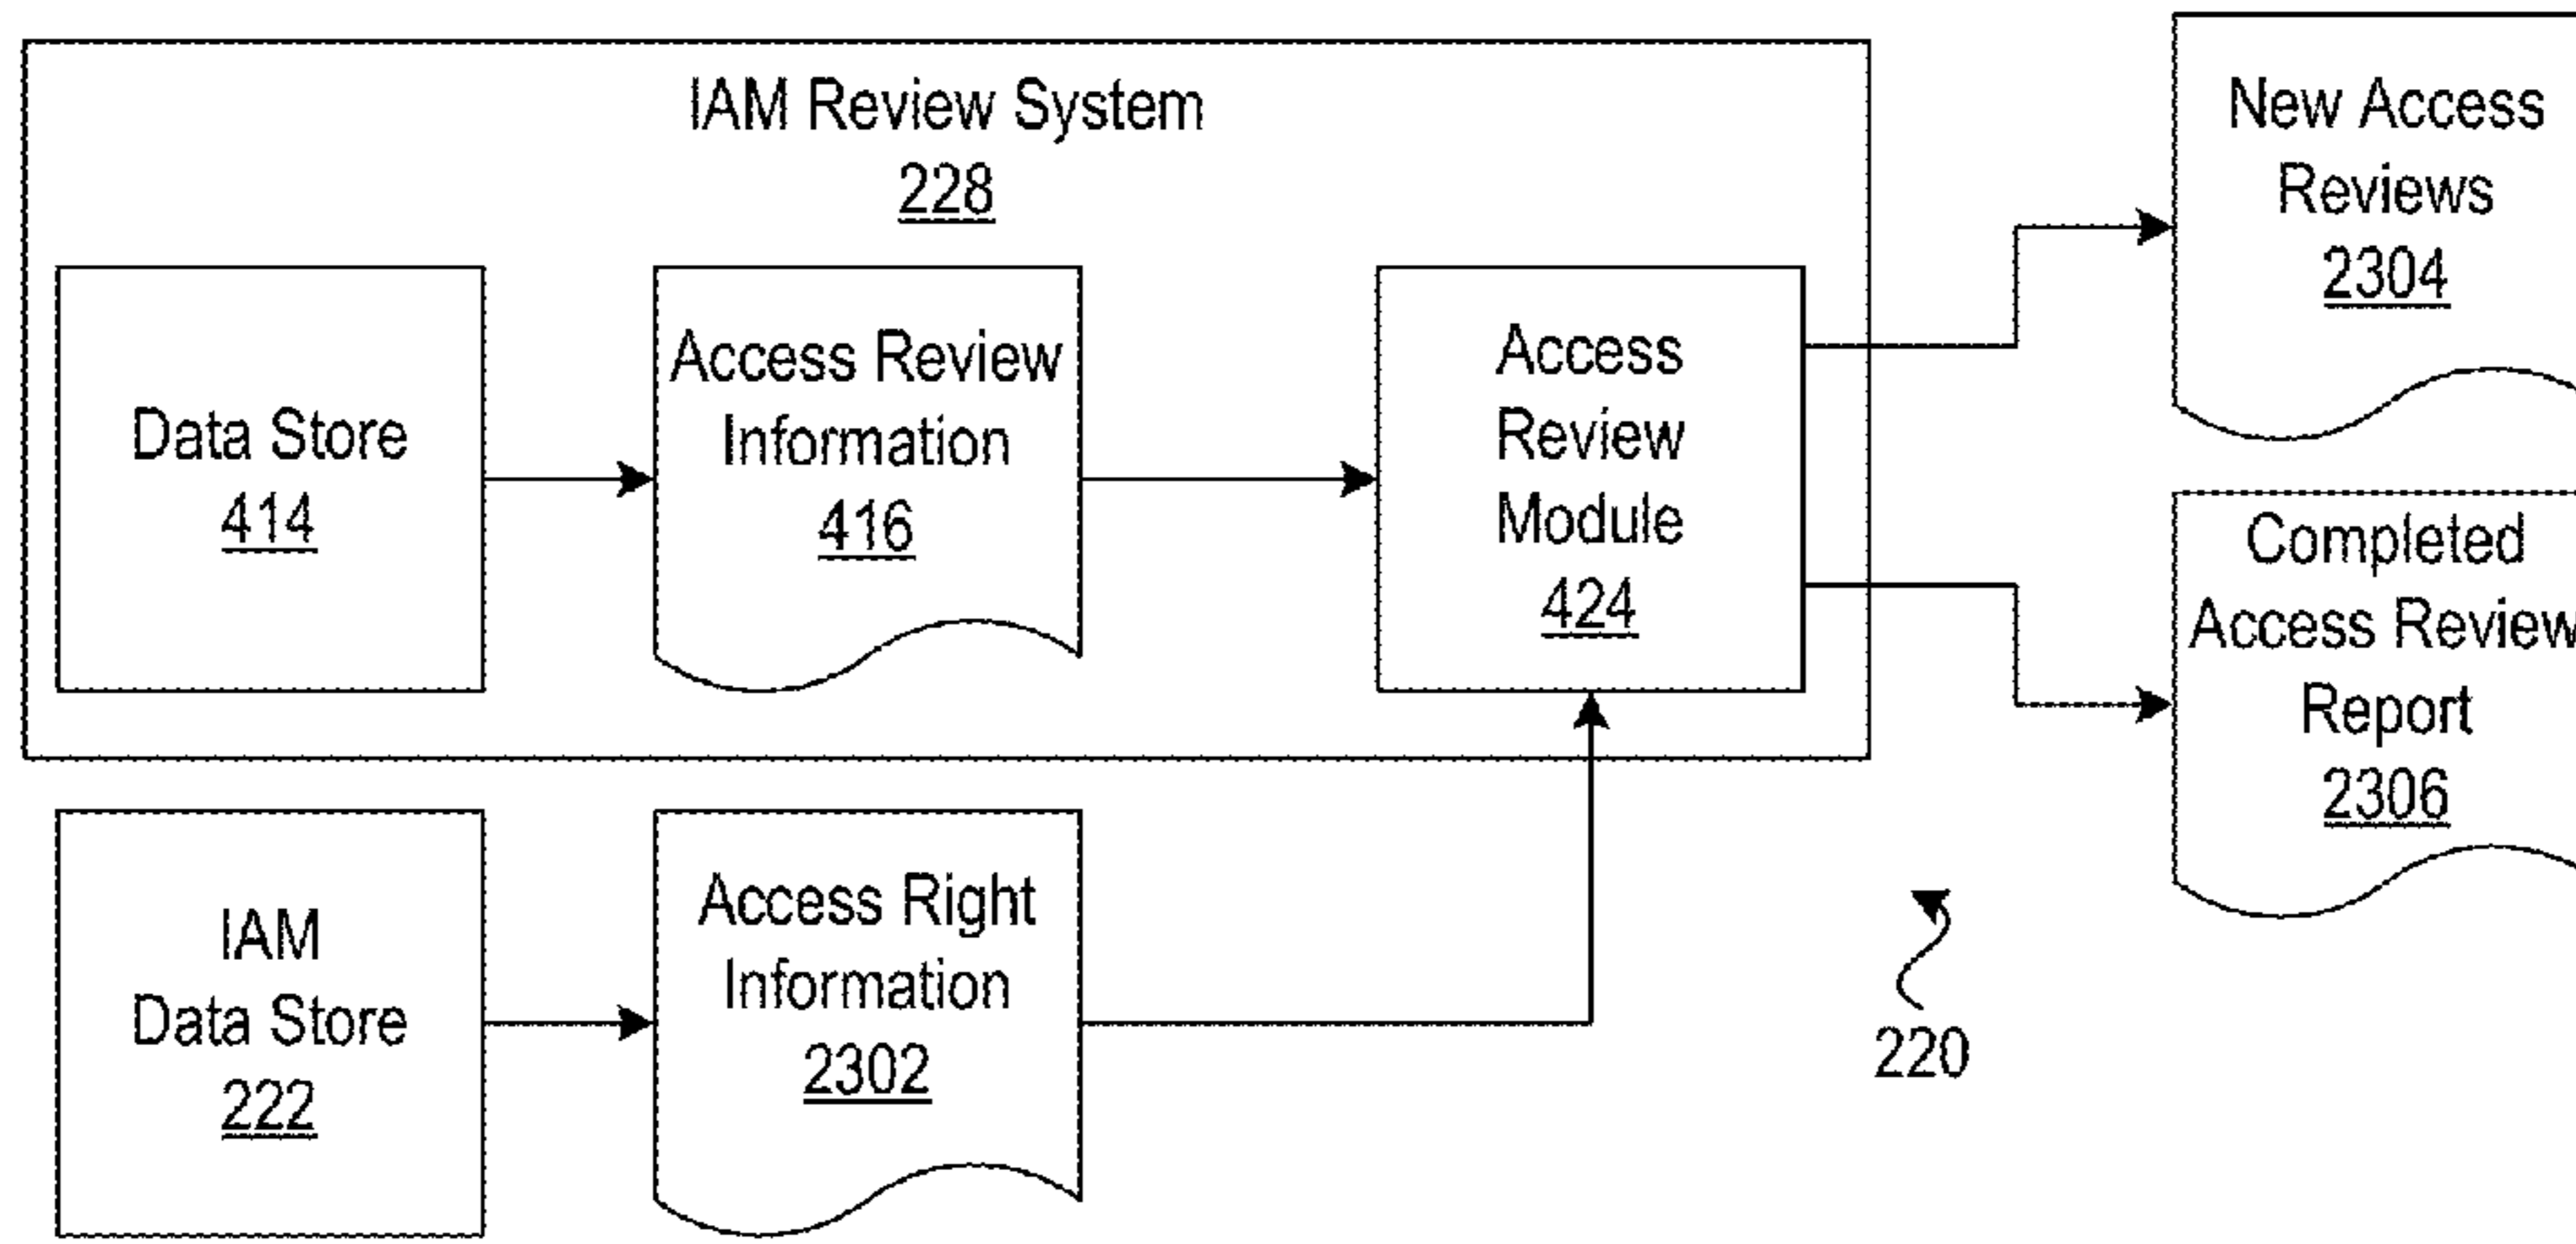 IAM Review System
228
Data Store
414
Access Review
Information
416
Access
Review
Module
424
New Access
Reviews
2304
Completed
Access Review
Report
2306
IAM
Data Store
222
Access Right
Information
2302
220